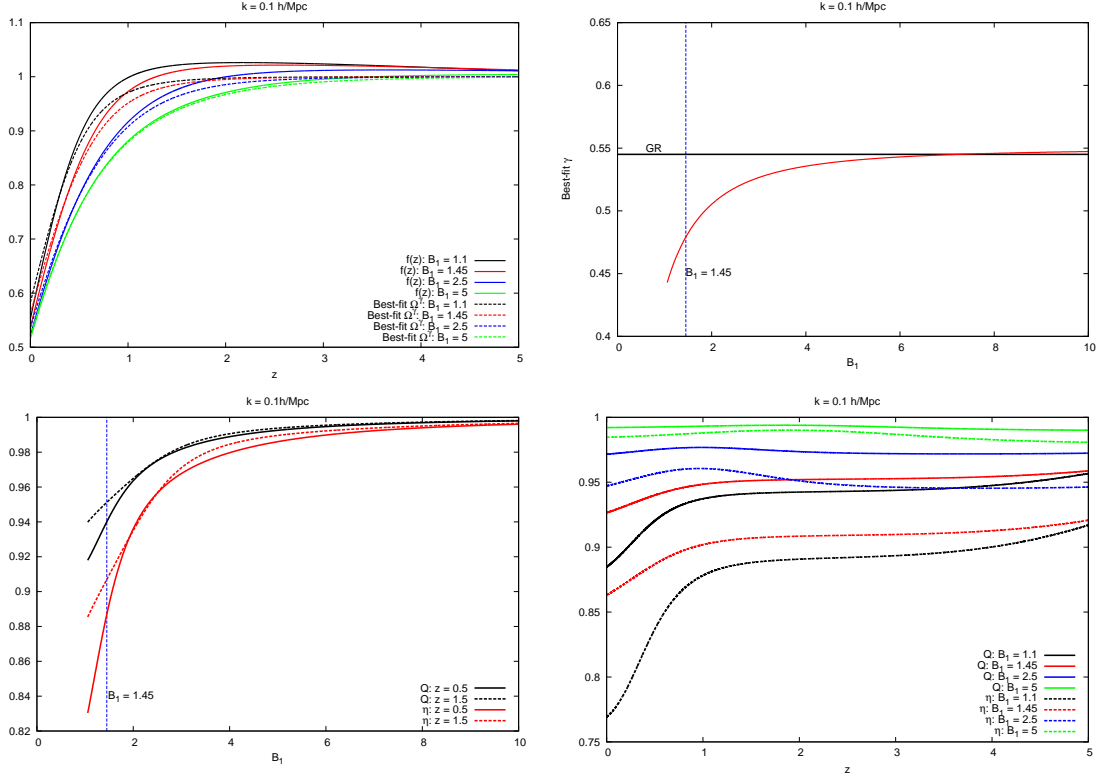 k = 0.1 h/Mpc
1.1
1
0.9
0.8
0.7
0.6
0.5
0 1 2 3 4 5
z
f(z): B₁ = 1.1
f(z): B₁ = 1.45
f(z): B₁ = 2.5
f(z): B₁ = 5
Best-fit Ωᵞ: B₁ = 1.1
Best-fit Ωᵞ: B₁ = 1.45
Best-fit Ωᵞ: B₁ = 2.5
Best-fit Ωᵞ: B₁ = 5
k = 0.1 h/Mpc
Best-fit γ
0.65
0.6
0.55
0.5
0.45
0.4
GR
B₁ = 1.45
0 2 4 6 8 10
B₁
k = 0.1h/Mpc
1
0.98
0.96
0.94
0.92
0.9
0.88
0.86
0.84
0.82
B₁ = 1.45
Q: z = 0.5
Q: z = 1.5
η: z = 0.5
η: z = 1.5
0 2 4 6 8 10
B₁
k = 0.1 h/Mpc
1
0.95
0.9
0.85
0.8
0.75
Q: B₁ = 1.1
Q: B₁ = 1.45
Q: B₁ = 2.5
Q: B₁ = 5
η: B₁ = 1.1
η: B₁ = 1.45
η: B₁ = 2.5
η: B₁ = 5
0 1 2 3 4 5
z